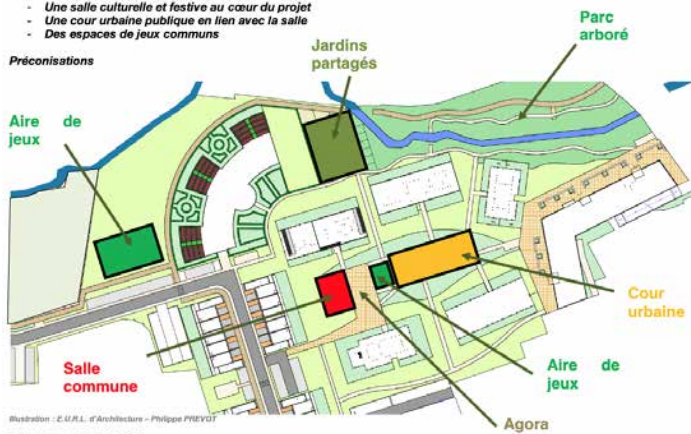 - Une salle culturelle et festive au cœur du projet
- Une cour urbaine publique en lien avec la salle
- Des espaces de jeux communs
Préconisations
Jardins
partagés
Parc
arboré
Aire de
jeux
Cour
urbaine
Salle
commune
Aire de
jeux
Agora
Illustration : E.U.R.L. d'Architecture – Philippe PREVOT